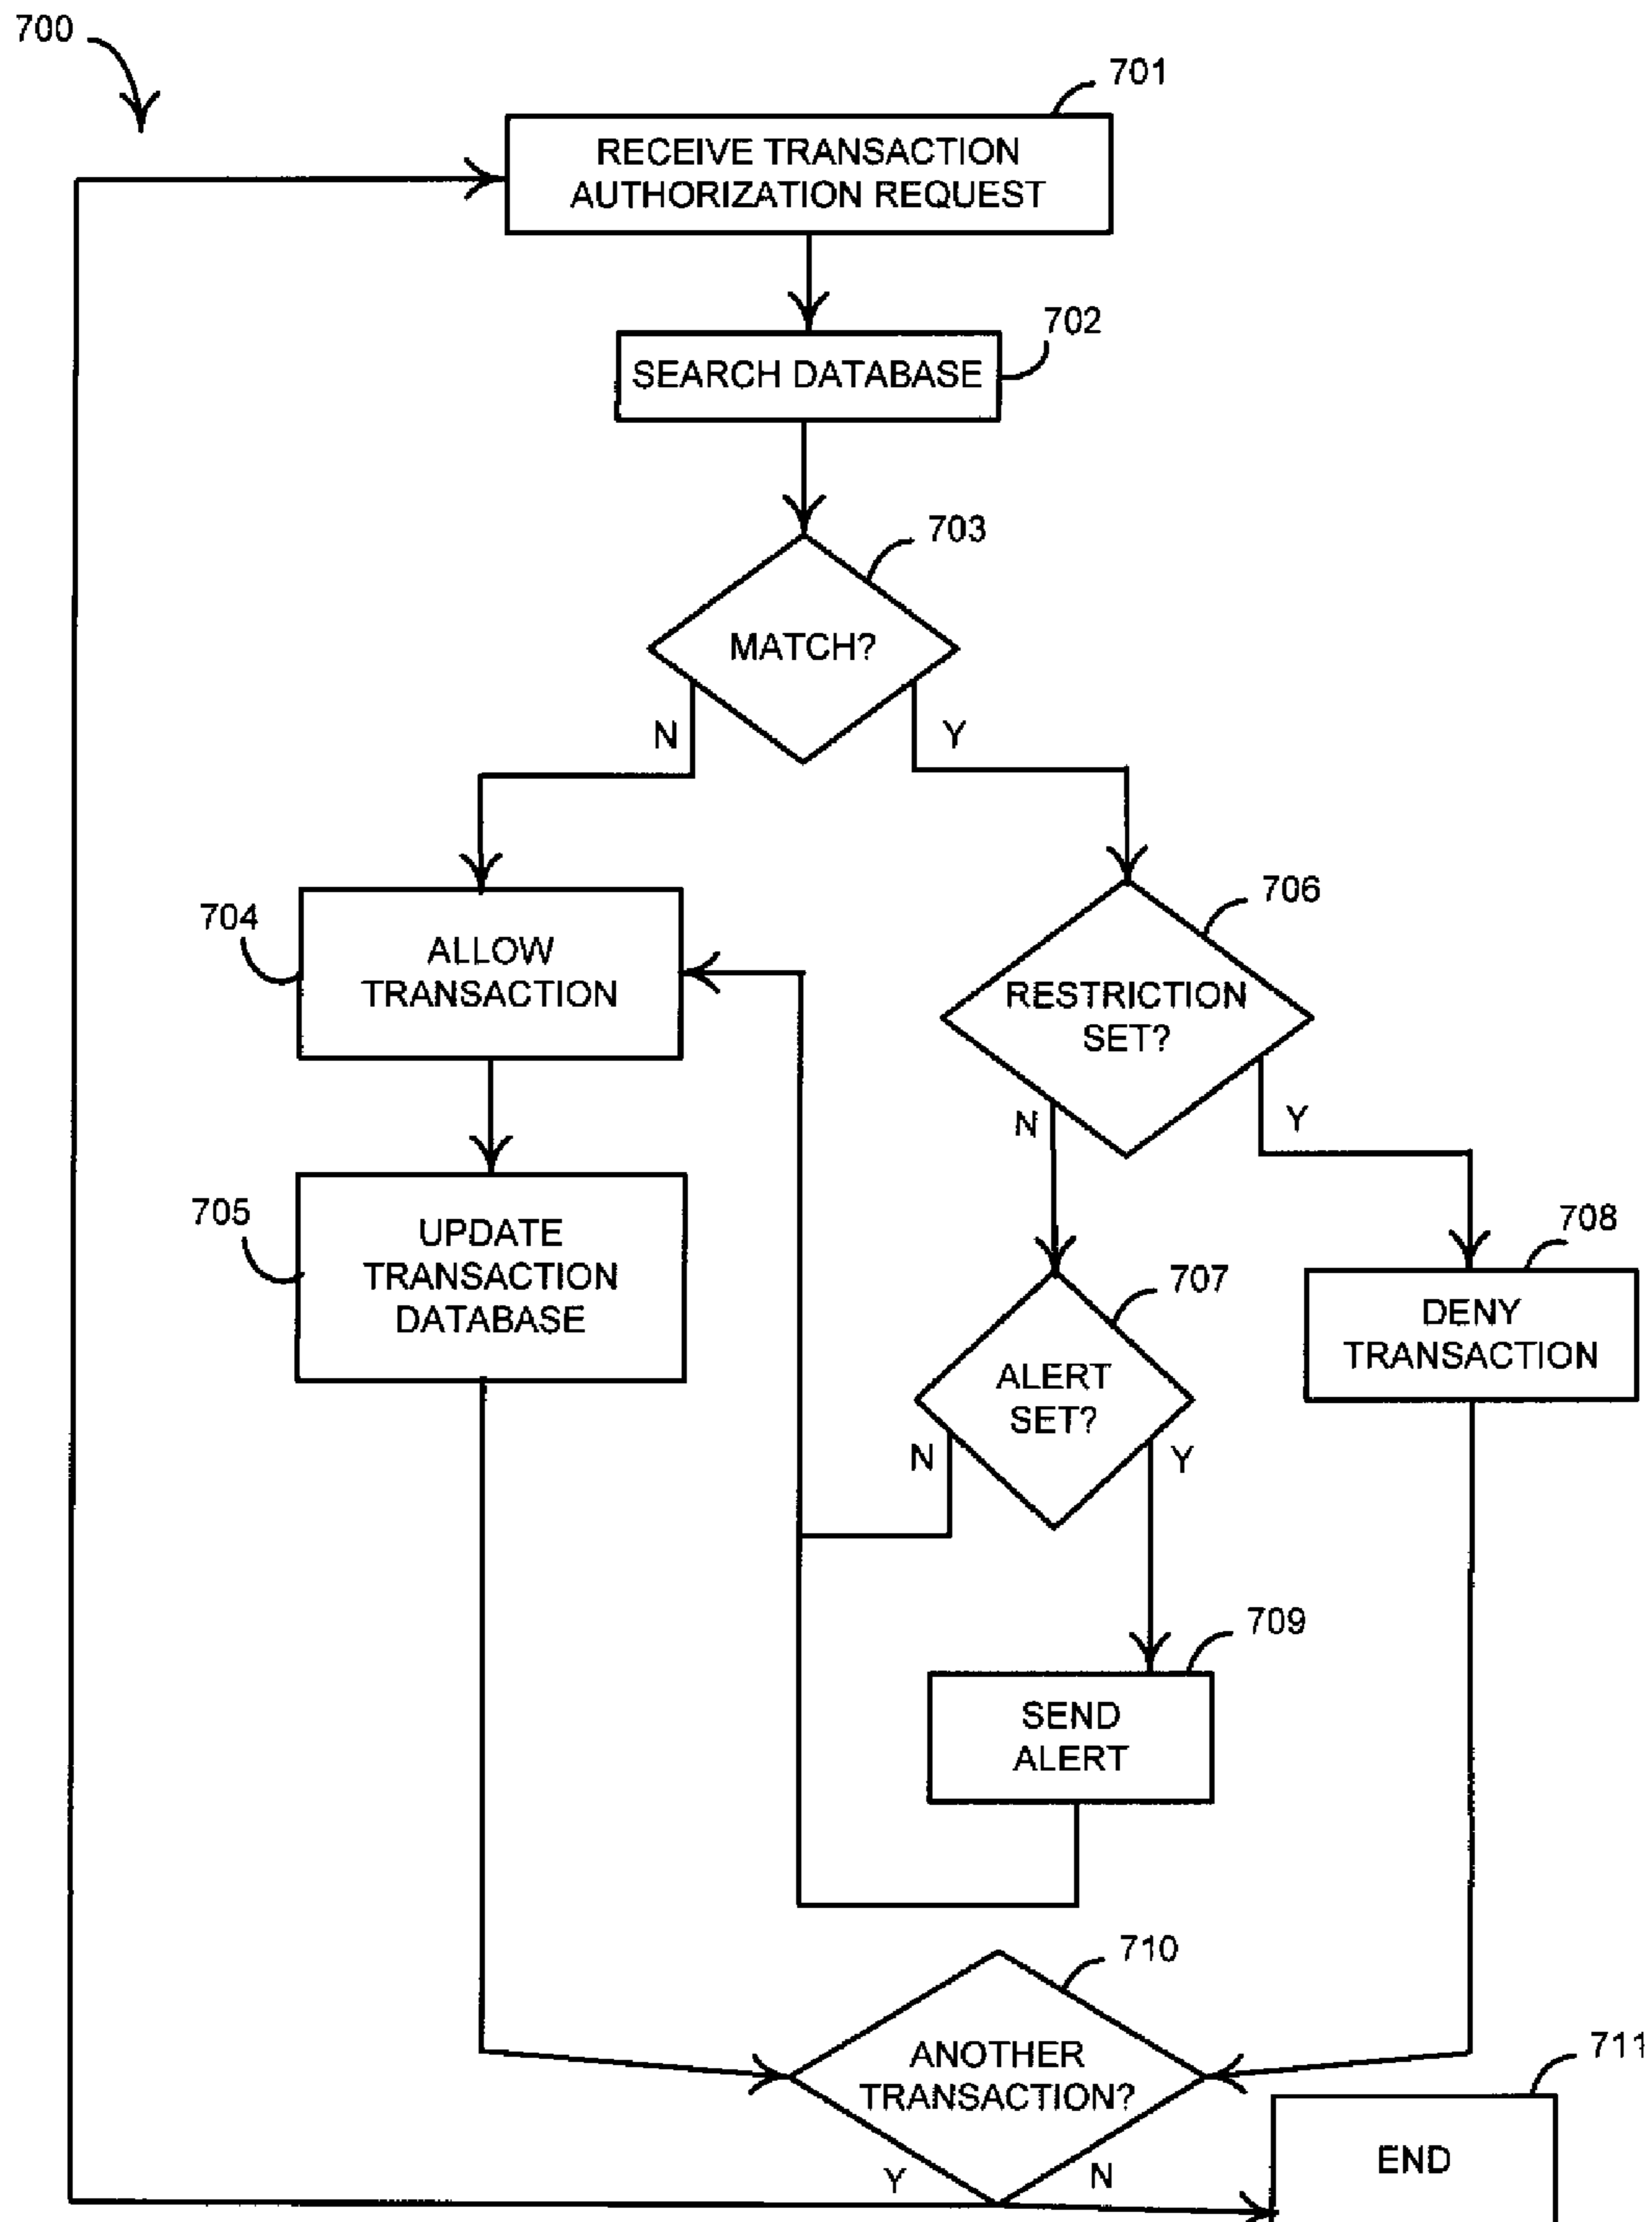 700
701
RECEIVE TRANSACTION
AUTHORIZATION REQUEST
702
SEARCH DATABASE
703
MATCH?
N
Y
704
ALLOW
TRANSACTION
706
RESTRICTION
SET?
N
Y
705
UPDATE
TRANSACTION
DATABASE
707
ALERT
SET?
N
Y
708
DENY
TRANSACTION
709
SEND
ALERT
710
ANOTHER
TRANSACTION?
Y
N
711
END